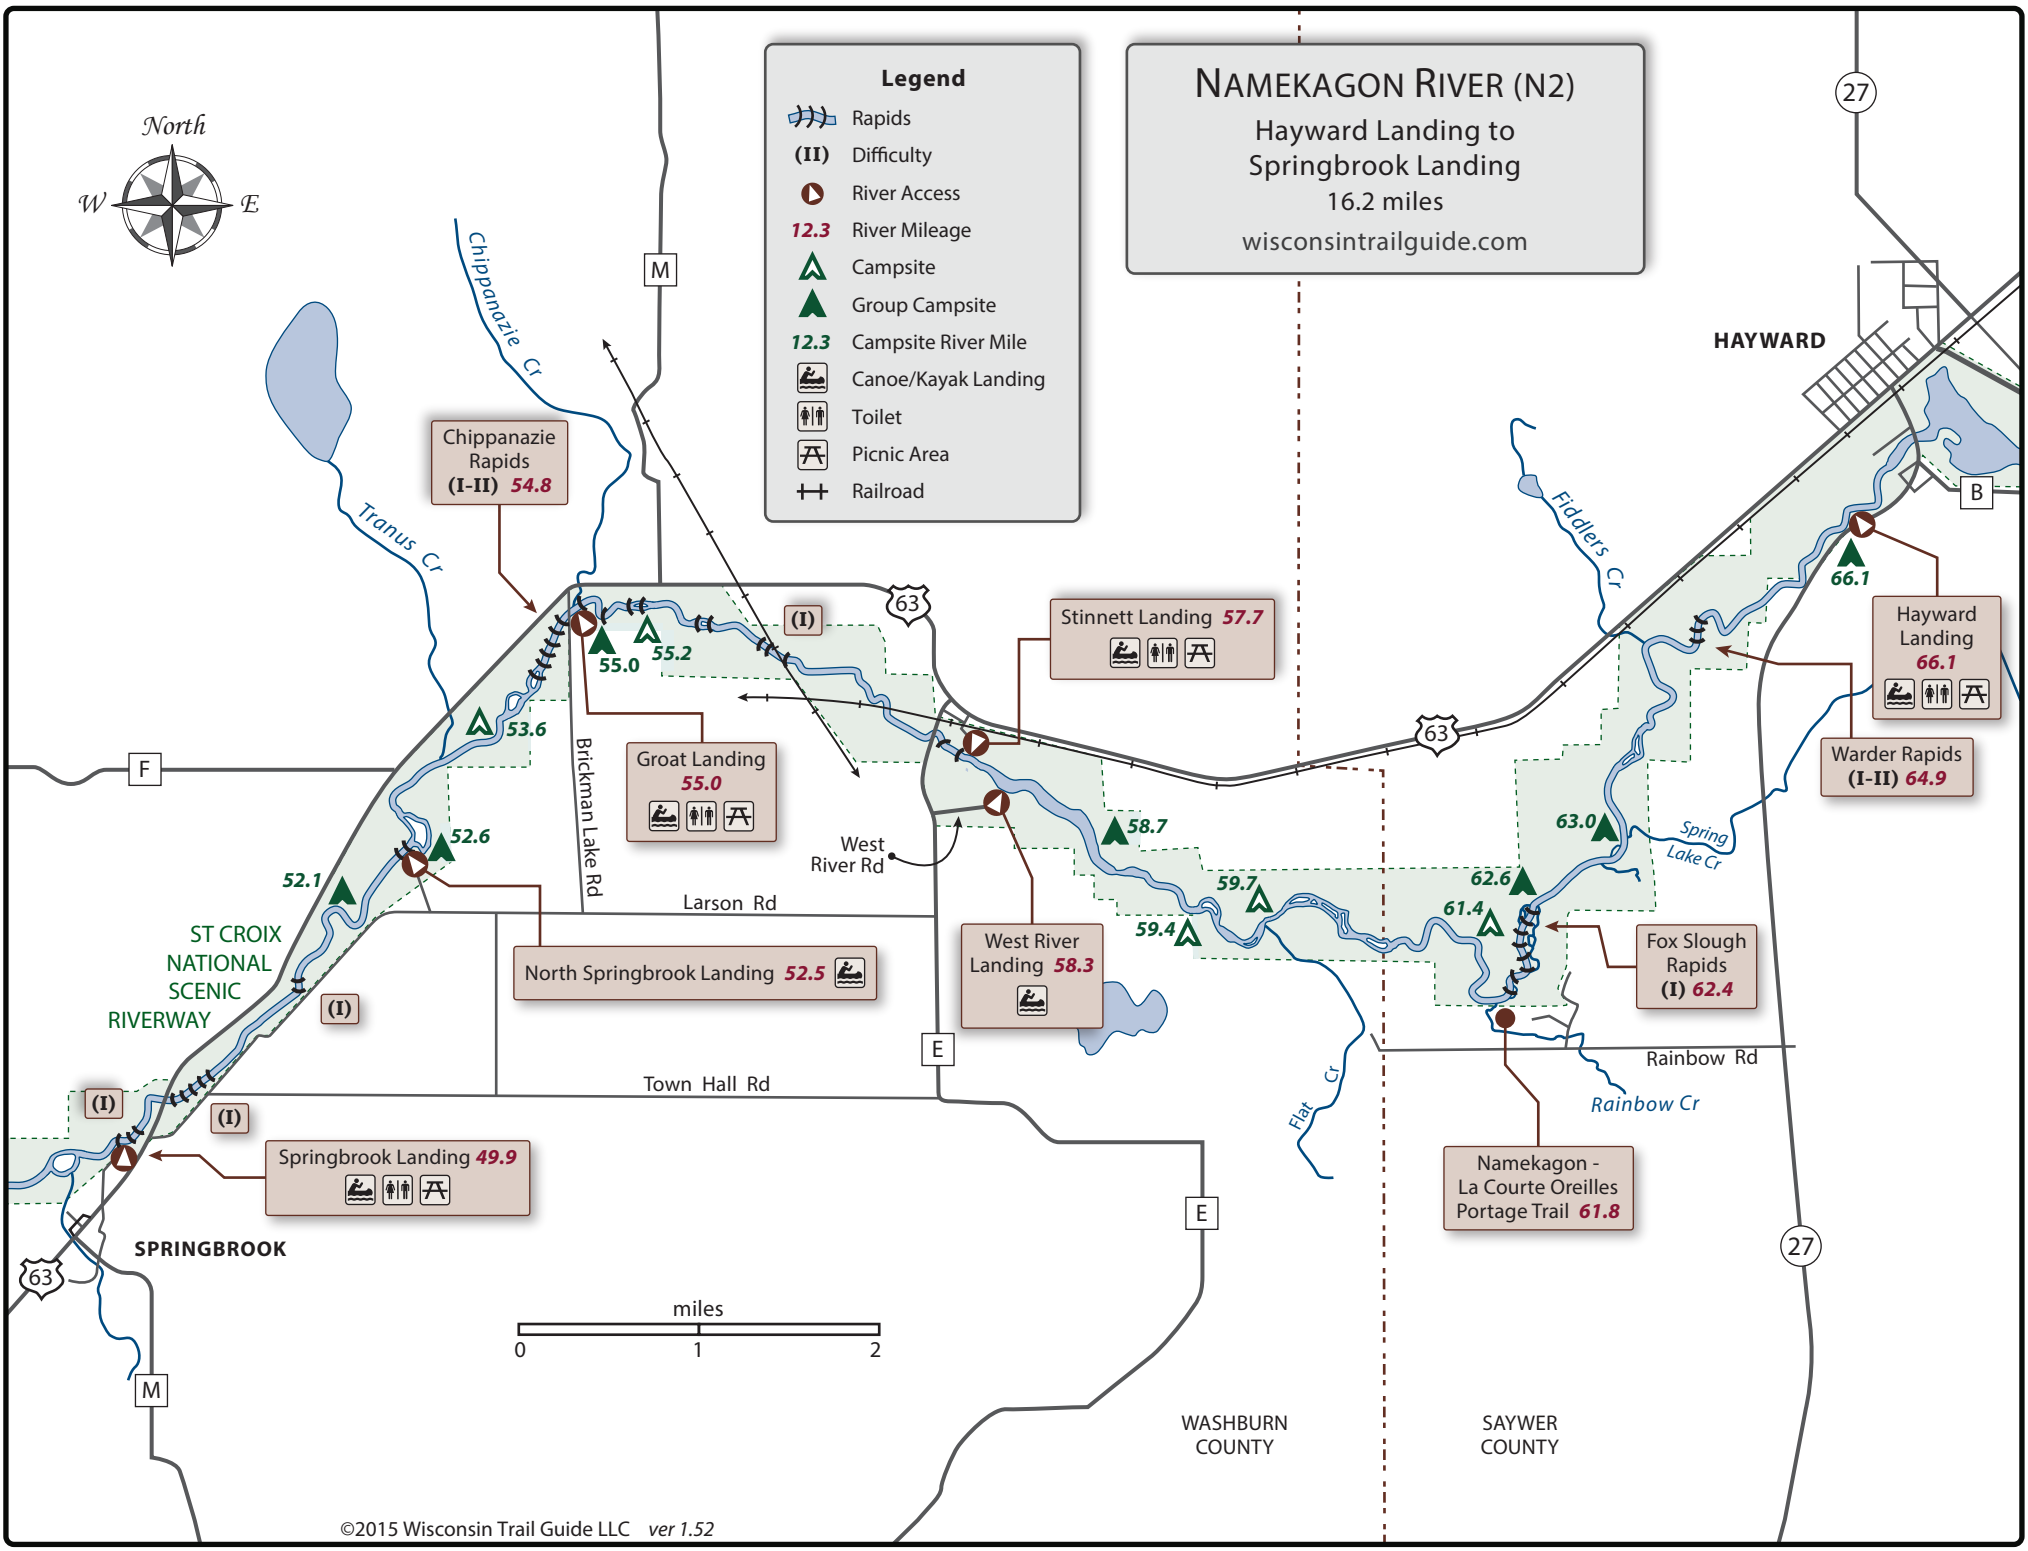 NAMEKAGON RIVER (N2)
Hayward Landing to
Springbrook Landing
16.2 miles
wisconsintrailguide.com
Legend
Rapids
(II) Difficulty
River Access
12.3 River Mileage
Campsite
Group Campsite
12.3 Campsite River Mile
Canoe/Kayak Landing
Toilet
Picnic Area
Railroad
North
W
E
27
M
Chippanazie Cr
HAYWARD
Chippanazie
Rapids
(I-II) 54.8
Tranus Cr
Fiddlers Cr
B
66.1
Hayward
Landing
66.1
63
(I)
Stinnett Landing 57.7
55.0
55.2
53.6
Groat Landing
55.0
Brickman Lake Rd
F
63
Warder Rapids
(I-II) 64.9
Spring
Lake Cr
63.0
58.7
West
River Rd
52.6
52.1
62.6
61.4
59.7
59.4
Larson Rd
West River
Landing 58.3
Fox Slough
Rapids
(I) 62.4
North Springbrook Landing 52.5
ST CROIX
NATIONAL
SCENIC
RIVERWAY
(I)
E
Rainbow Rd
Town Hall Rd
Flat Cr
Rainbow Cr
(I)
(I)
Springbrook Landing 49.9
Namekagon -
La Courte Oreilles
Portage Trail 61.8
E
SPRINGBROOK
63
27
miles
0 1 2
M
WASHBURN
COUNTY
SAYWER
COUNTY
©2015 Wisconsin Trail Guide LLC ver 1.52